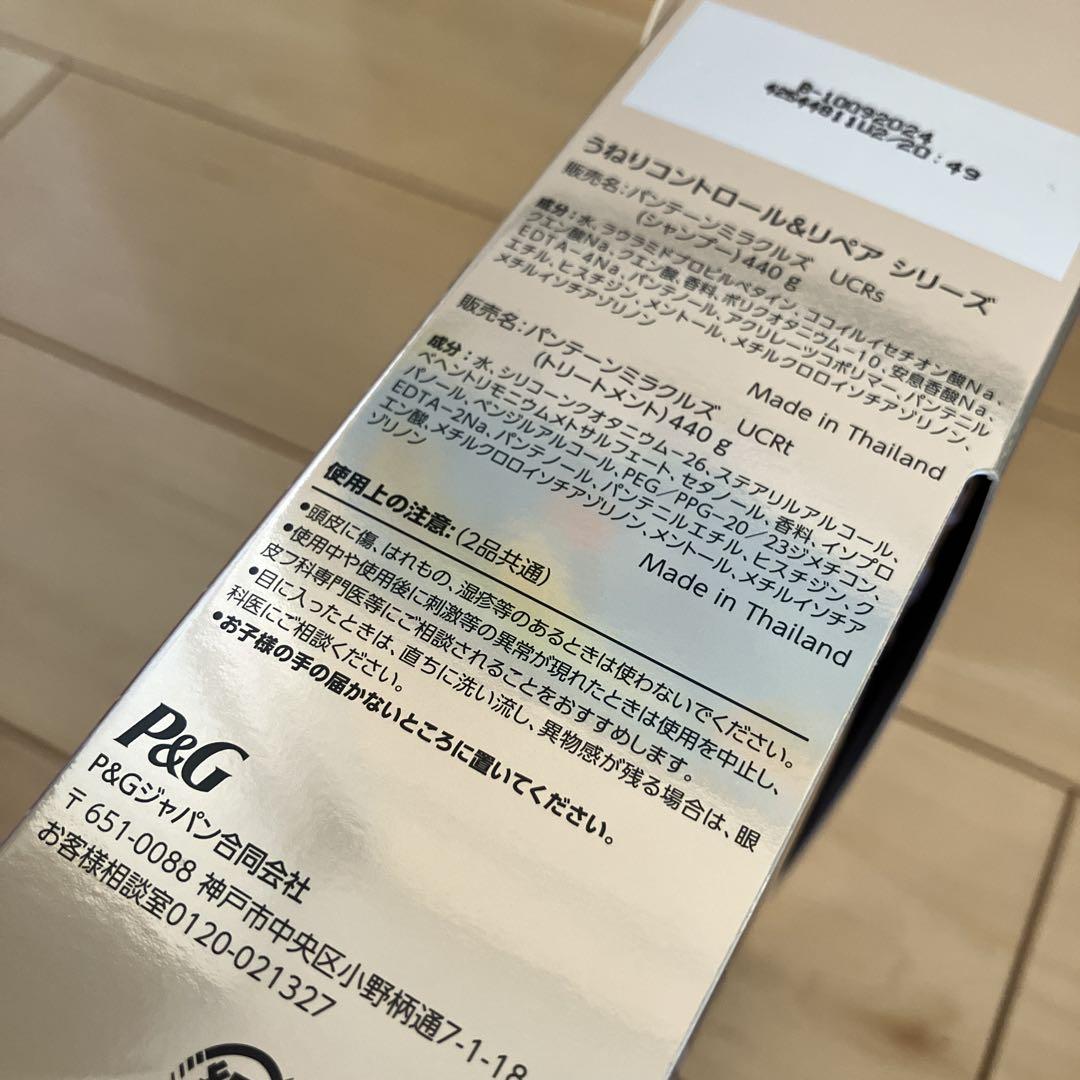 B-10092024
42544811U2/20:49
うねりコントロール&リペア シリーズ
販売名:パンテーンミラクルズ UCRs
(シャンプー)440g
成分:水、ラウラミドプロピルベタイン、ココイルイセチオン酸Na、
クエン酸Na、クエン酸、香料、ポリクオタニウム-10、安息香酸Na、
EDTA-4Na、パンテノール、アクリレーツコポリマー、パンテニル
エチル、ヒスチジン、メントール、メチルクロロイソチアゾリノン、
メチルイソチアゾリノン
Made in Thailand
販売名:パンテーンミラクルズ UCRt
(トリートメント)440g
成分:水、シリコーンクオタニウム-26、ステアリルアルコール、
ベヘントリモニウムメトサルフェート、セタノール、香料、イソプロ
パノール、ベンジルアルコール、PEG/PPG-20/23ジメチコン、
EDTA-2Na、パンテノール、パンテニルエチル、ヒスチジン、ク
エン酸、メチルクロロイソチアゾリノン、メントール、メチルイソチア
ゾリノン
Made in Thailand
使用上の注意:(2品共通)
•頭皮に傷、はれもの、湿疹等のあるときは使わないでください。
•使用中や使用後に刺激等の異常が現れたときは使用を中止し、
皮フ科専門医等にご相談されることをおすすめします。
•目に入ったときは、直ちに洗い流し、異物感が残る場合は、眼
科医にご相談ください。
•お子様の手の届かないところに置いてください。
P&G
P&Gジャパン合同会社
〒651-0088 神戸市中央区小野柄通7-1-18
お客様相談室0120-021327